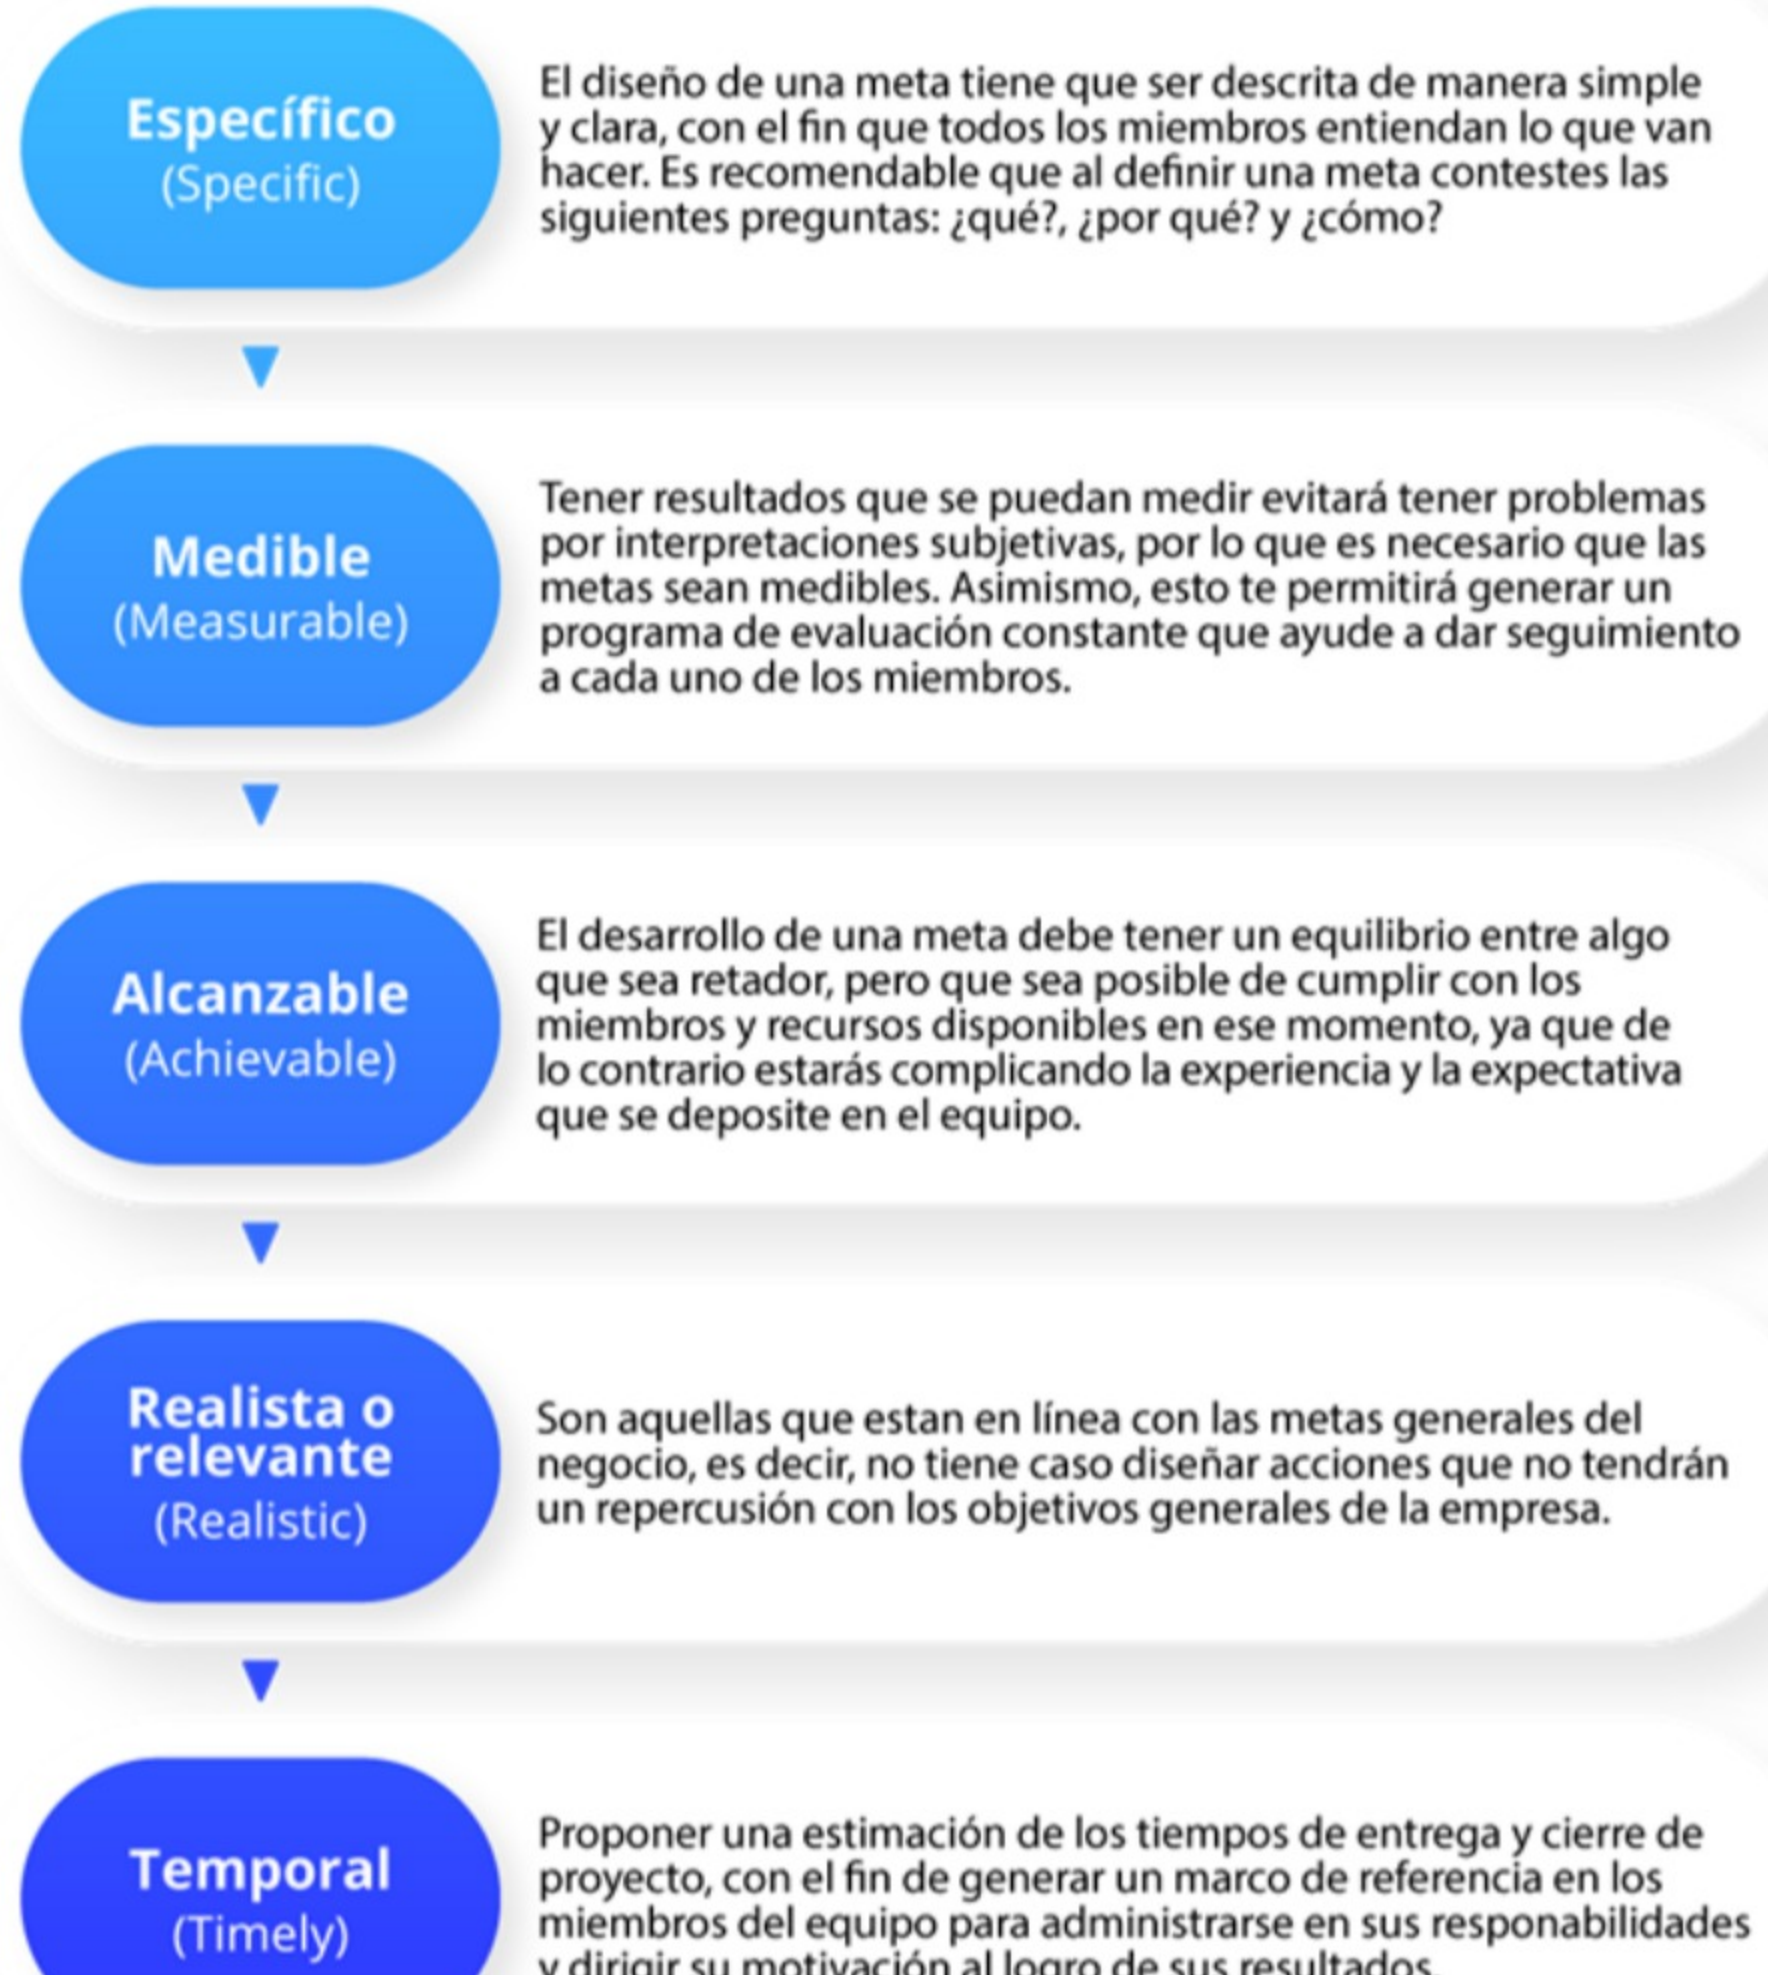 Específico
(Specific)
El diseño de una meta tiene que ser descrita de manera simple
y clara, con el fin que todos los miembros entiendan lo que van
hacer. Es recomendable que al definir una meta contestes las
siguientes preguntas: ¿qué?, ¿por qué? y ¿cómo?
Medible
(Measurable)
Tener resultados que se puedan medir evitará tener problemas
por interpretaciones subjetivas, por lo que es necesario que las
metas sean medibles. Asimismo, esto te permitirá generar un
programa de evaluación constante que ayude a dar seguimiento
a cada uno de los miembros.
Alcanzable
(Achievable)
El desarrollo de una meta debe tener un equilibrio entre algo
que sea retador, pero que sea posible de cumplir con los
miembros y recursos disponibles en ese momento, ya que de
lo contrario estarás complicando la experiencia y la expectativa
que se deposite en el equipo.
Realista o
relevante
(Realistic)
Son aquellas que estan en línea con las metas generales del
negocio, es decir, no tiene caso diseñar acciones que no tendrán
un repercusión con los objetivos generales de la empresa.
Temporal
(Timely)
Proponer una estimación de los tiempos de entrega y cierre de
proyecto, con el fin de generar un marco de referencia en los
miembros del equipo para administrarse en sus responabilidades
y dirigir su motivación al logro de sus resultados.